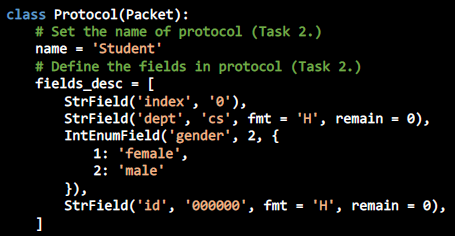 class Protocol(Packet):
    # Set the name of protocol (Task 2.)
    name = 'Student'
    # Define the fields in protocol (Task 2.)
    fields_desc = [
        StrField('index', '0'),
        StrField('dept', 'cs', fmt = 'H', remain = 0),
        IntEnumField('gender', 2, {
            1: 'female',
            2: 'male'
        }),
        StrField('id', '000000', fmt = 'H', remain = 0),
    ]